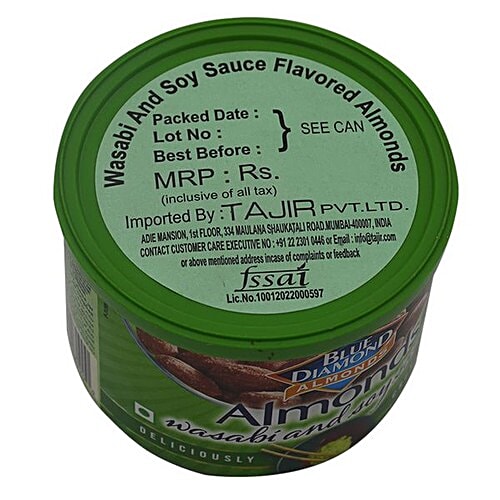 Wasabi And Soy Sauce Flavored Almonds
Packed Date :
Lot No :
Best Before :
} SEE CAN
MRP : Rs.
(inclusive of all tax)
Imported By : TAJIR PVT.LTD.
ADIE MANSION, 1st FLOOR, 334 MAULANA SHAUKATALI ROAD.MUMBAI-400007, INDIA
CONTACT CUSTOMER CARE EXECUTIVE NO : +91 22 2301 0446 or Email : info@tajir.com
or above mentioned address incase of complaints or feedback
fssai
Lic.No.10012022000597
BLUE
DIAMOND
ALMONDS
Almonds
wasabi and soy
DELICIOUSLY